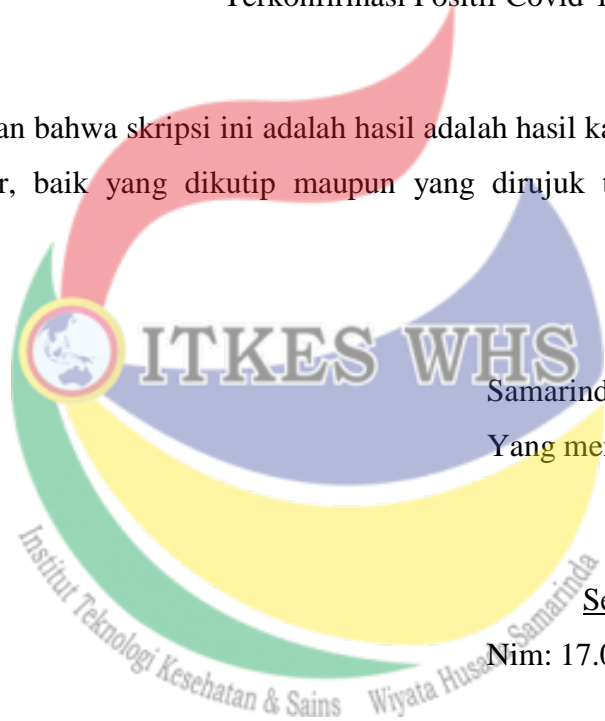 Terkonfirmasi Positif Covid-1
an bahwa skripsi ini adalah hasil adalah hasil ka
r, baik yang dikutip maupun yang dirujuk t
ITKES WHS
Samarind
Yang me
Se
Nim: 17.0
Institut Teknologi Kesehatan & Sains Wiyata Husada Samarinda